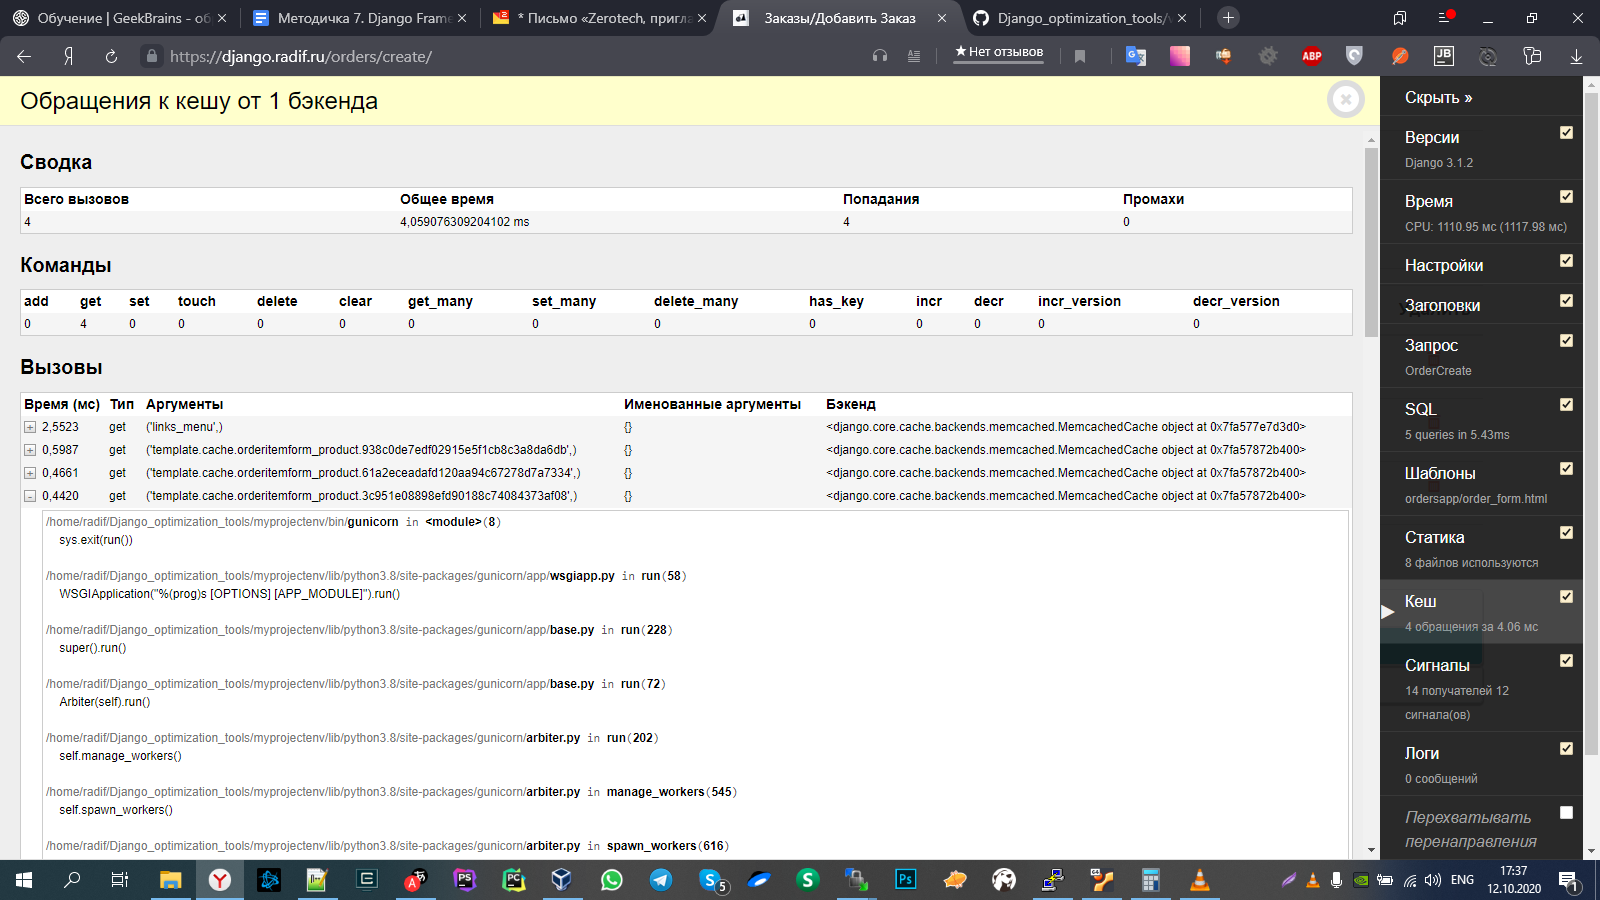 Обучение | GeekBrains - об
Методичка 7. Django Fram
* Письмо «Zerotech, пригла
Заказы/Добавить Заказ
Django_optimization_tools/
https://django.radif.ru/orders/create/
★ Нет отзывов
ABP
JB
Обращения к кешу от 1 бэкенда
Сводка
Всего вызовов Общее время Попадания Промахи
4 4,059076309204102 ms 4 0
Команды
add get set touch delete clear get_many set_many delete_many has_key incr decr incr_version decr_version
0 4 0 0 0 0 0 0 0 0 0 0 0 0
Вызовы
Время (мс) Тип Аргументы Именованные аргументы Бэкенд
+ 2,5523 get ('links_menu',) {} <django.core.cache.backends.memcached.MemcachedCache object at 0x7fa577e7d3d0>
+ 0,5987 get ('template.cache.orderitemform_product.938c0de7edf02915e5f1cb8c3a8da6db',) {} <django.core.cache.backends.memcached.MemcachedCache object at 0x7fa57872b400>
+ 0,4661 get ('template.cache.orderitemform_product.61a2eceadafd120aa94c67278d7a7334',) {} <django.core.cache.backends.memcached.MemcachedCache object at 0x7fa57872b400>
- 0,4420 get ('template.cache.orderitemform_product.3c951e08898efd90188c74084373af08',) {} <django.core.cache.backends.memcached.MemcachedCache object at 0x7fa57872b400>
/home/radif/Django_optimization_tools/myprojectenv/bin/gunicorn in <module>(8)
sys.exit(run())
/home/radif/Django_optimization_tools/myprojectenv/lib/python3.8/site-packages/gunicorn/app/wsgiapp.py in run(58)
WSGIApplication("%(prog)s [OPTIONS] [APP_MODULE]").run()
/home/radif/Django_optimization_tools/myprojectenv/lib/python3.8/site-packages/gunicorn/app/base.py in run(228)
super().run()
/home/radif/Django_optimization_tools/myprojectenv/lib/python3.8/site-packages/gunicorn/app/base.py in run(72)
Arbiter(self).run()
/home/radif/Django_optimization_tools/myprojectenv/lib/python3.8/site-packages/gunicorn/arbiter.py in run(202)
self.manage_workers()
/home/radif/Django_optimization_tools/myprojectenv/lib/python3.8/site-packages/gunicorn/arbiter.py in manage_workers(545)
self.spawn_workers()
/home/radif/Django_optimization_tools/myprojectenv/lib/python3.8/site-packages/gunicorn/arbiter.py in spawn_workers(616)
Скрыть »
Версии
Django 3.1.2
Время
CPU: 1110.95 мс (1117.98 мс)
Настройки
Заголовки
Запрос
OrderCreate
SQL
5 queries in 5.43ms
Шаблоны
ordersapp/order_form.html
Статика
8 файлов используются
Кеш
4 обращения за 4.06 мс
Сигналы
14 получателей 12
сигнала(ов)
Логи
0 сообщений
Перехватывать
перенаправления
ENG
17:37
12.10.2020